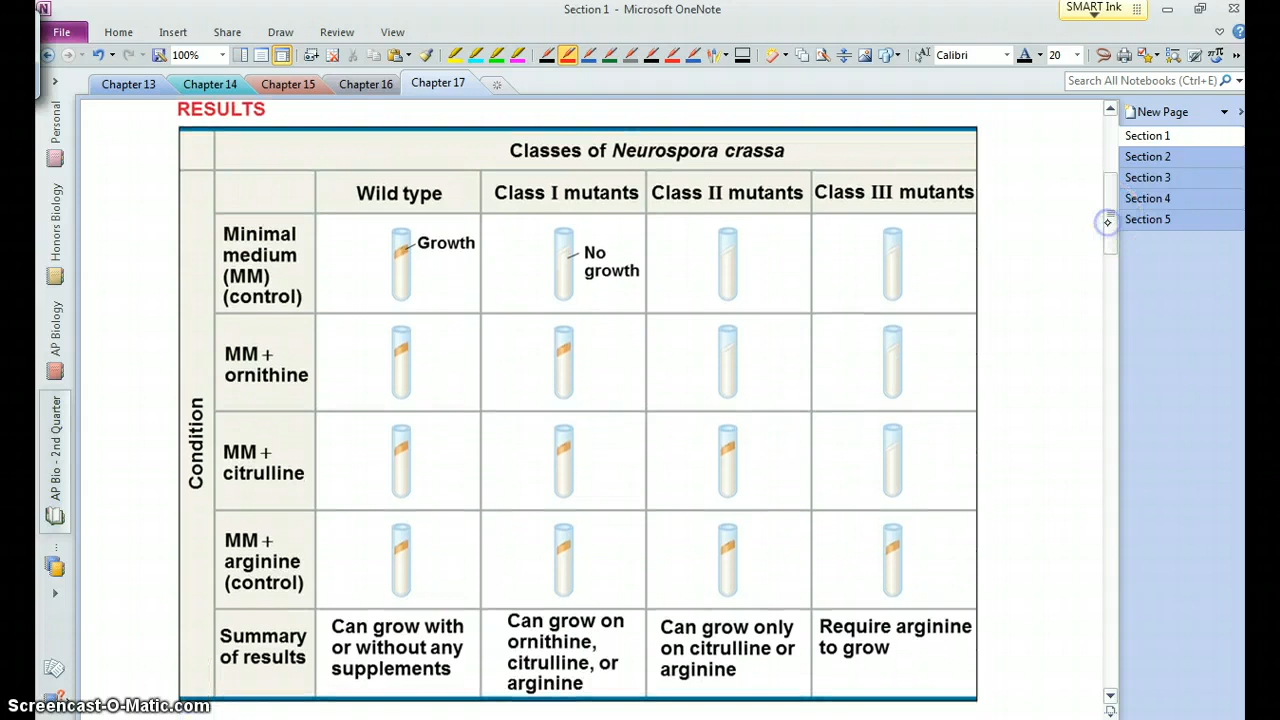 Section 1 - Microsoft OneNote
SMART Ink
File
Home
Insert
Share
Draw
Review
View
100%
Calibri
20
Chapter 13
Chapter 14
Chapter 15
Chapter 16
Chapter 17
Search All Notebooks (Ctrl+E)
New Page
Section 1
Section 2
Section 3
Section 4
Section 5
Personal
Honors Biology
AP Biology
AP Bio - 2nd Quarter
RESULTS
Classes of Neurospora crassa
Wild type
Class I mutants
Class II mutants
Class III mutants
Condition
Minimal
medium
(MM)
(control)
Growth
No
growth
MM +
ornithine
MM +
citrulline
MM +
arginine
(control)
Summary
of results
Can grow with
or without any
supplements
Can grow on
ornithine,
citrulline, or
arginine
Can grow only
on citrulline or
arginine
Require arginine
to grow
Screencast-O-Matic.com